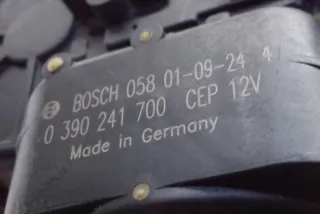 BOSCH 058 01-09-24 4
0 390 241 700 CEP 12V
Made in Germany